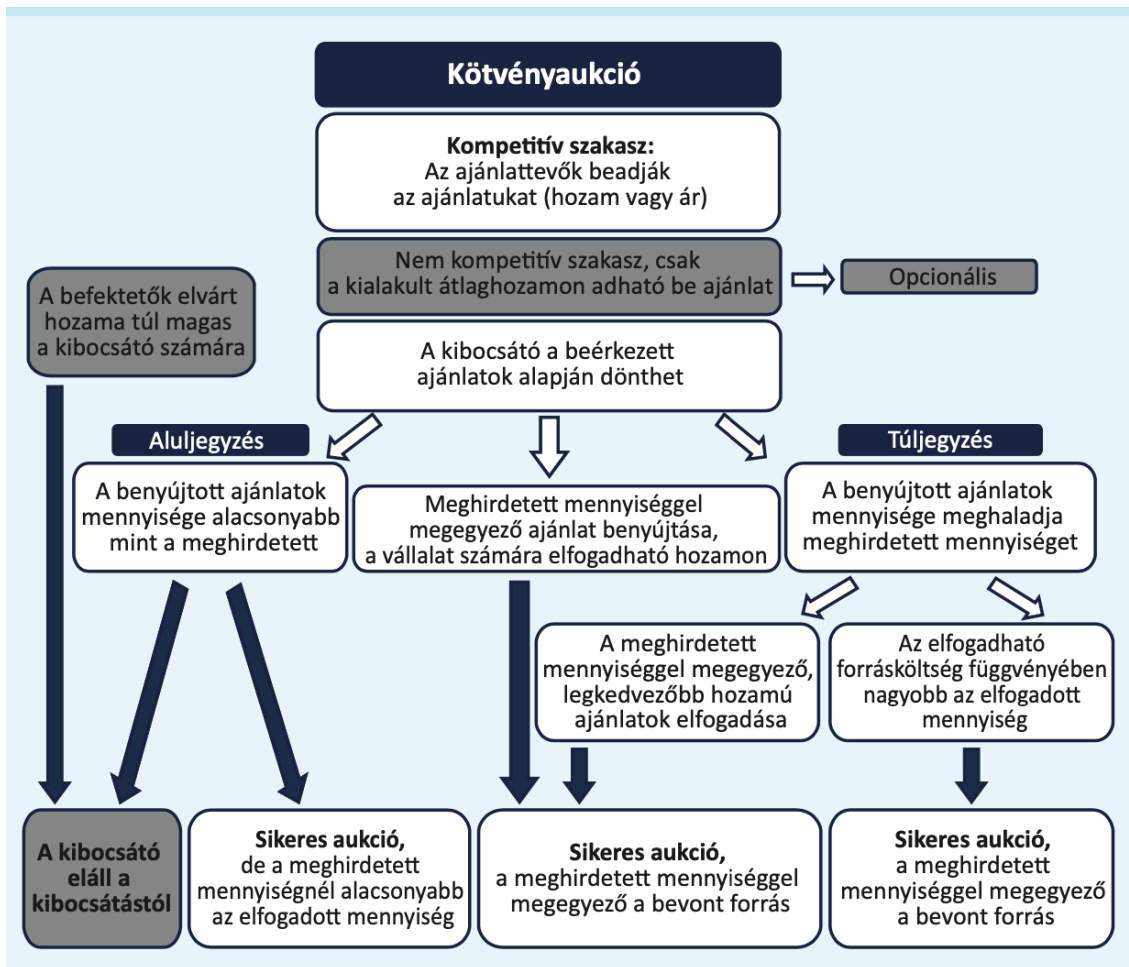 Kötvényaukció
Kompetitív szakasz:
Az ajánlattevők beadják
az ajánlatukat (hozam vagy ár)
Nem kompetitív szakasz, csak
a kialakult átlaghozamon adható be ajánlat
Opcionális
A befektetők elvárt
hozama túl magas
a kibocsátó számára
A kibocsátó a beérkezett
ajánlatok alapján dönthet
Aluljegyzés
Túljegyzés
A benyújtott ajánlatok
mennyisége alacsonyabb
mint a meghirdetett
Meghirdetett mennyiséggel
megegyező ajánlat benyújtása,
a vállalat számára elfogadható hozamon
A benyújtott ajánlatok
mennyisége meghaladja
meghirdetett mennyiséget
A meghirdetett
mennyiséggel megegyező,
legkedvezőbb hozamú
ajánlatok elfogadása
Az elfogadható
forrásköltség függvényében
nagyobb az elfogadott
mennyiség
A kibocsátó
eláll a
kibocsátástól
Sikeres aukció,
de a meghirdetett
mennyiségnél alacsonyabb
az elfogadott mennyiség
Sikeres aukció,
a meghirdetett mennyiséggel
megegyező a bevont forrás
Sikeres aukció,
a meghirdetett
mennyiséggel megegyező
a bevont forrás